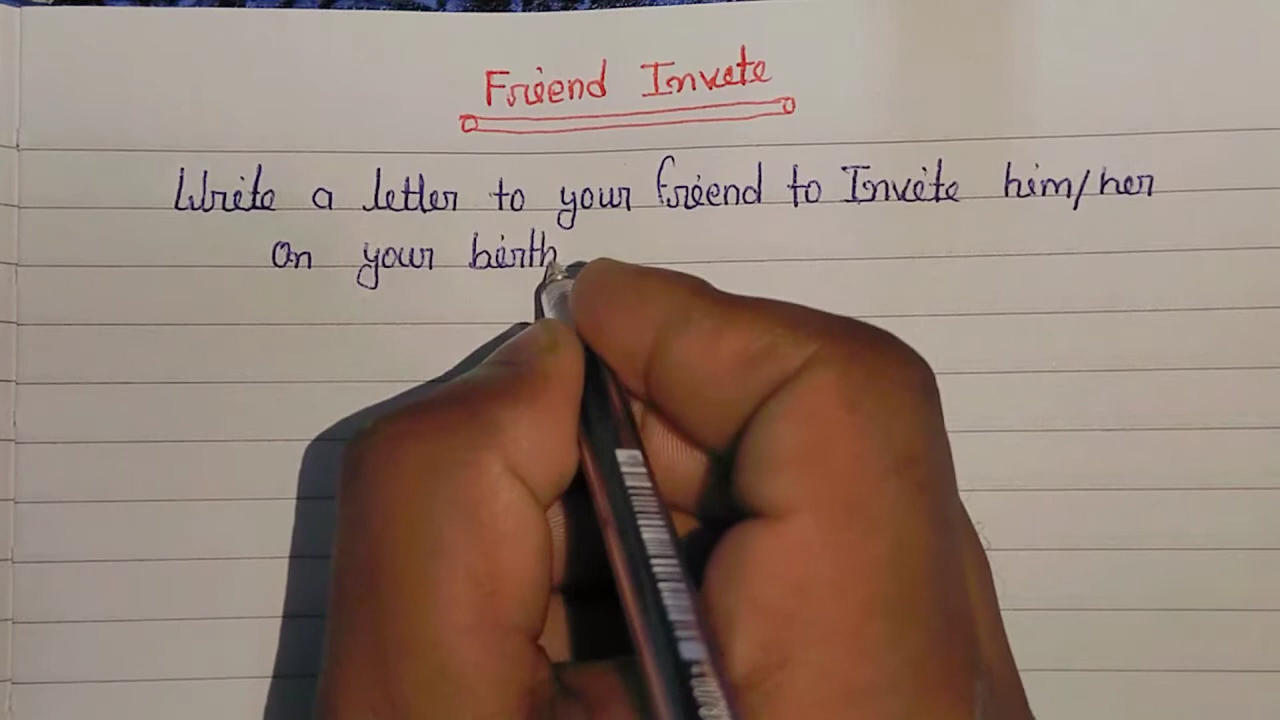 Friend Invite
Write a letter to your friend to Invite him/her
On your birth